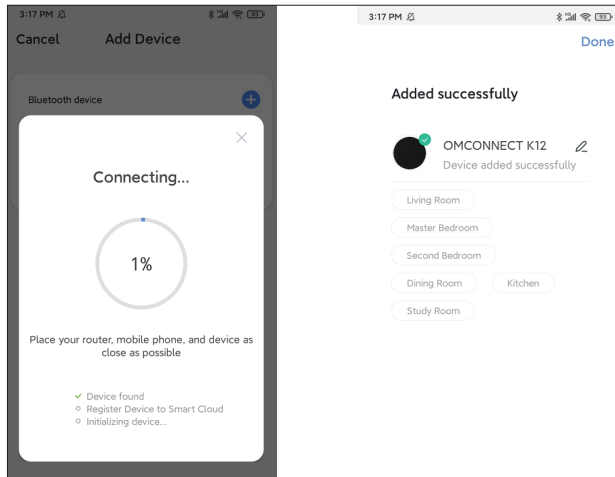 3:17 PM
93
Cancel
Add Device
Bluetooth device
Connecting...
1%
Place your router, mobile phone, and device as
close as possible
Device found
Register Device to Smart Cloud
Initializing device...
3:17 PM
93
Done
Added successfully
OMCONNECT K12
Device added successfully
Living Room
Master Bedroom
Second Bedroom
Dining Room
Kitchen
Study Room